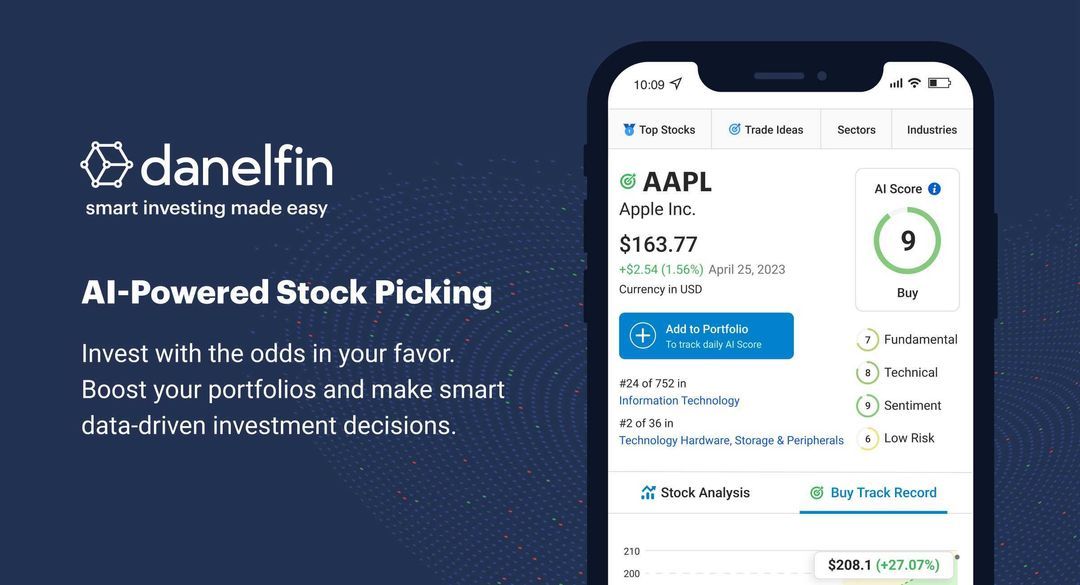 danelfin
smart investing made easy
AI-Powered Stock Picking
Invest with the odds in your favor.
Boost your portfolios and make smart
data-driven investment decisions.
10:09
Top Stocks
Trade Ideas
Sectors
Industries
AAPL
Apple Inc.
$163.77
+$2.54 (1.56%) April 25, 2023
Currency in USD
Add to Portfolio
To track daily AI Score
#24 of 752 in
Information Technology
#2 of 36 in
Technology Hardware, Storage & Peripherals
AI Score i
9
Buy
7 Fundamental
8 Technical
9 Sentiment
6 Low Risk
Stock Analysis
Buy Track Record
210
200
$208.1 (+27.07%)